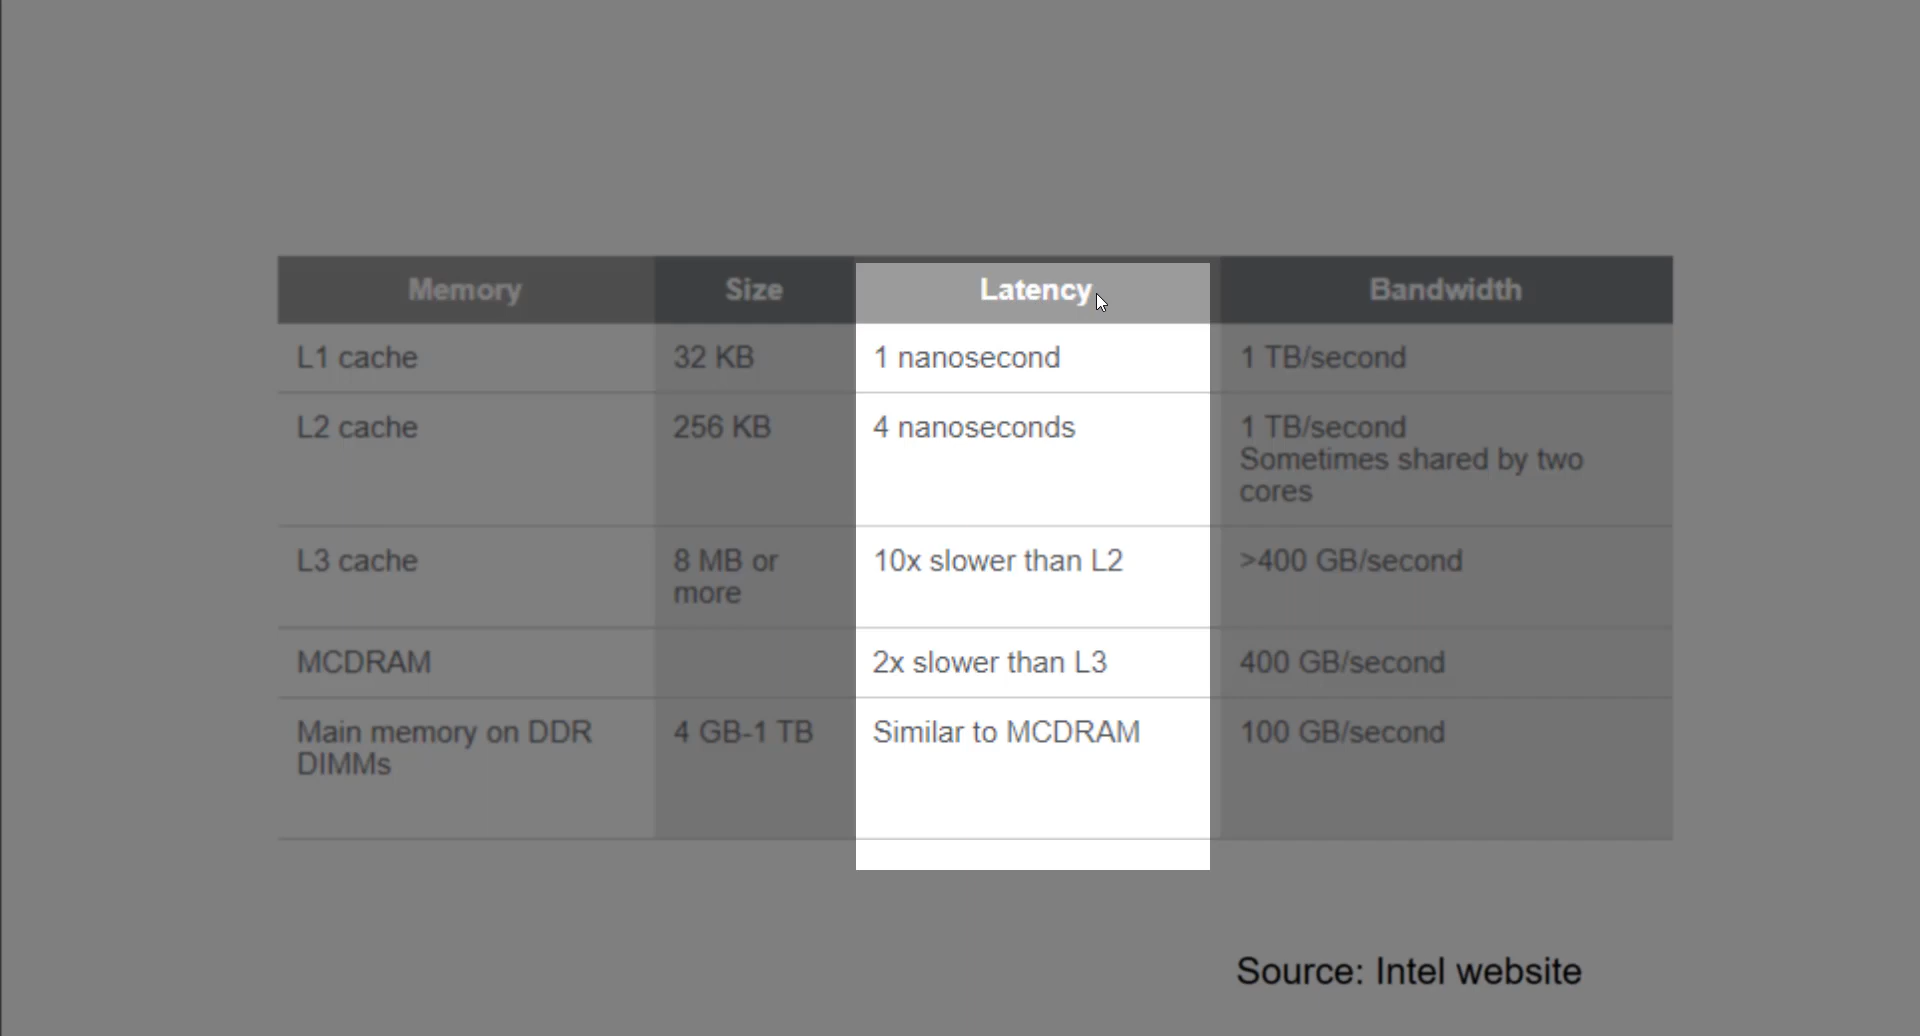 Memory Size Latency Bandwidth
L1 cache 32 KB 1 nanosecond 1 TB/second
L2 cache 256 KB 4 nanoseconds 1 TB/second
Sometimes shared by two
cores
L3 cache 8 MB or 10x slower than L2 >400 GB/second
more
MCDRAM 2x slower than L3 400 GB/second
Main memory on DDR 4 GB-1 TB Similar to MCDRAM 100 GB/second
DIMMs
Source: Intel website